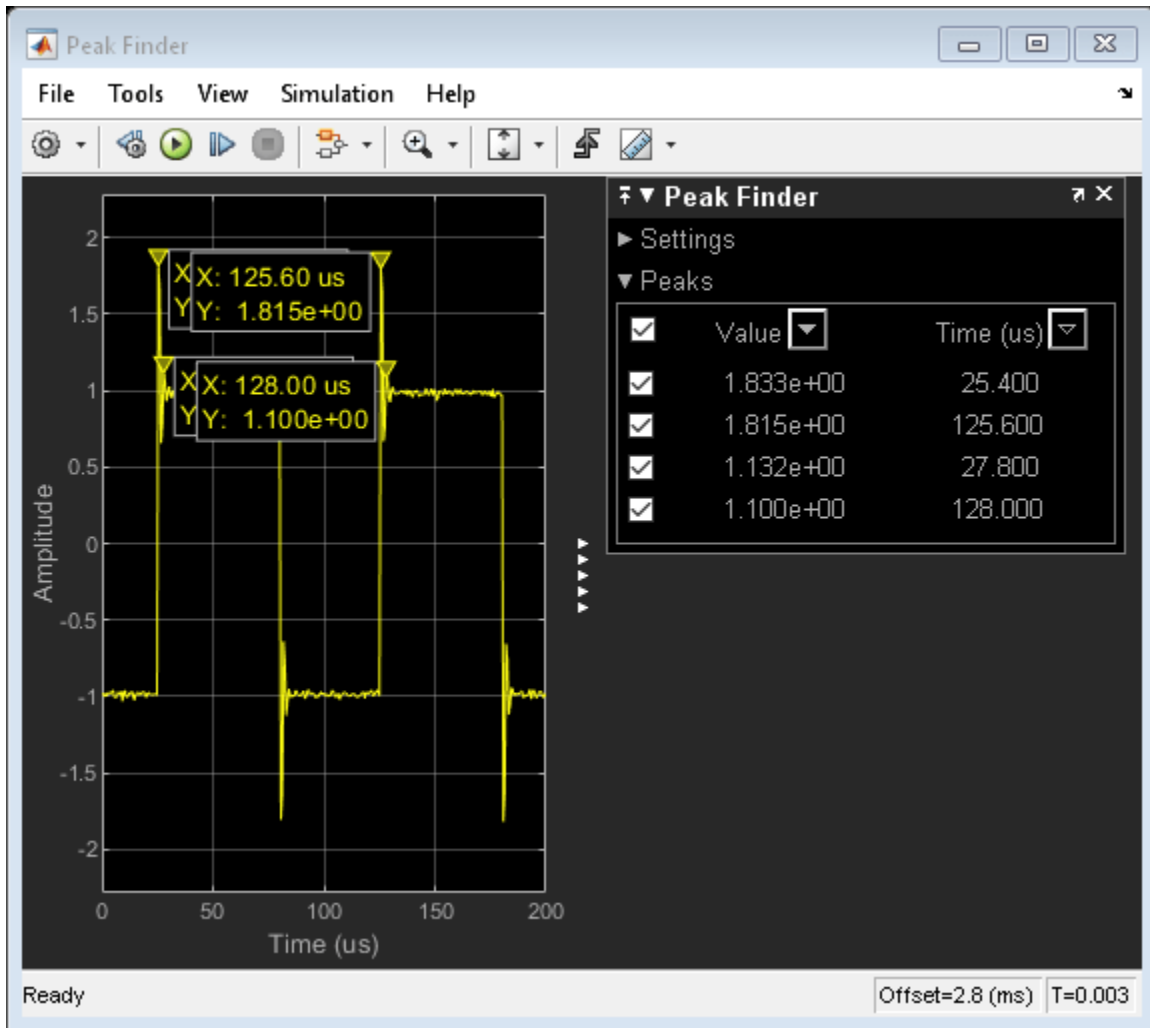 Peak Finder
File Tools View Simulation Help
Peak Finder
Settings
Peaks
Value Time (us)
1.833e+00 25.400
1.815e+00 125.600
1.132e+00 27.800
1.100e+00 128.000
2
1.5
1
0.5
0
-0.5
-1
-1.5
-2
Amplitude
X
Y
X: 125.60 us
Y: 1.815e+00
X
Y
X: 128.00 us
Y: 1.100e+00
0 50 100 150 200
Time (us)
Ready
Offset=2.8 (ms) T=0.003